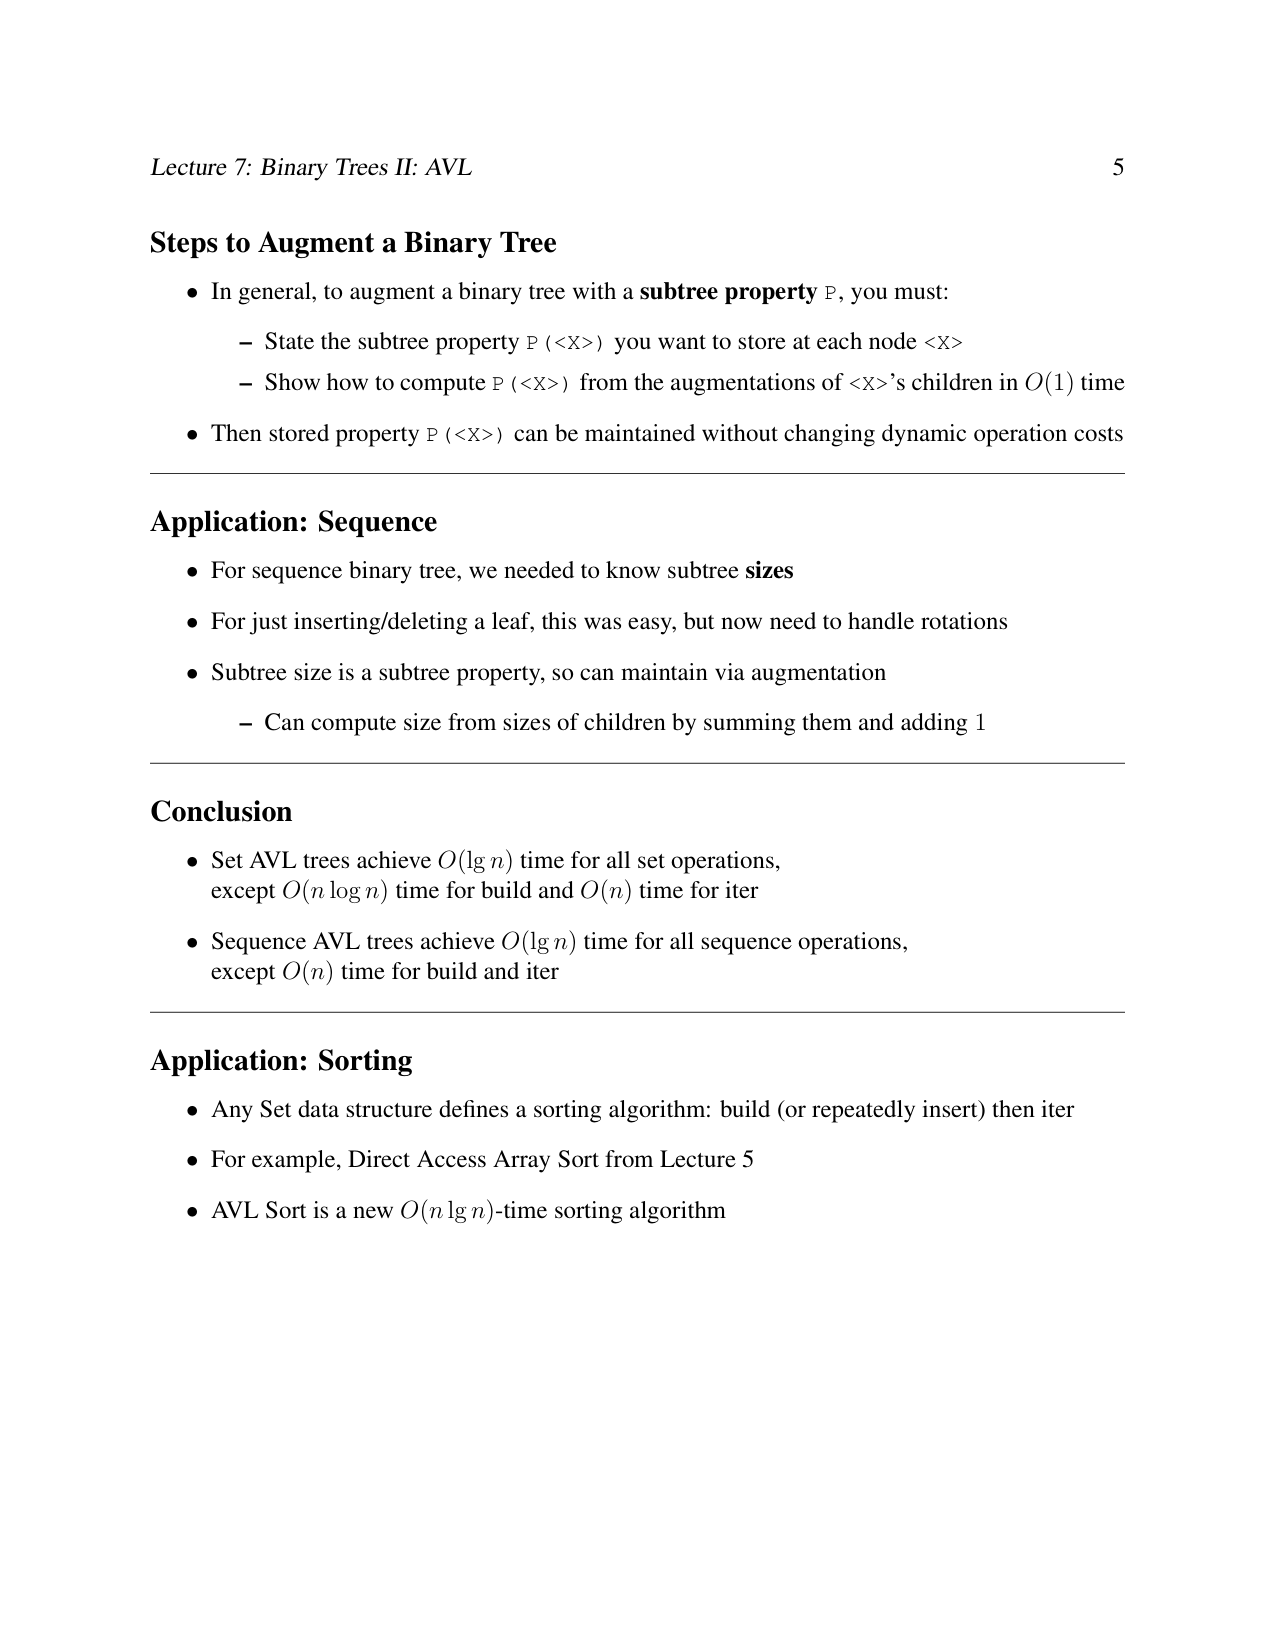 Lecture 7: Binary Trees II: AVL 5
Steps to Augment a Binary Tree
• In general, to augment a binary tree with a subtree property P, you must:
– State the subtree property P(<X>) you want to store at each node <X>
– Show how to compute P(<X>) from the augmentations of <X>'s children in O(1) time
• Then stored property P(<X>) can be maintained without changing dynamic operation costs
Application: Sequence
• For sequence binary tree, we needed to know subtree sizes
• For just inserting/deleting a leaf, this was easy, but now need to handle rotations
• Subtree size is a subtree property, so can maintain via augmentation
– Can compute size from sizes of children by summing them and adding 1
Conclusion
• Set AVL trees achieve O(lg n) time for all set operations,
except O(n log n) time for build and O(n) time for iter
• Sequence AVL trees achieve O(lg n) time for all sequence operations,
except O(n) time for build and iter
Application: Sorting
• Any Set data structure defines a sorting algorithm: build (or repeatedly insert) then iter
• For example, Direct Access Array Sort from Lecture 5
• AVL Sort is a new O(n lg n)-time sorting algorithm